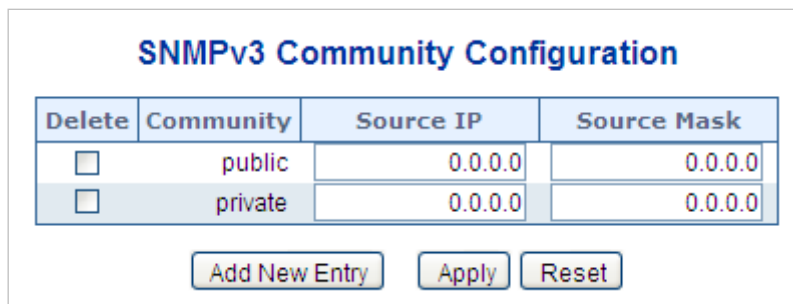 SNMPv3 Community Configuration
Delete Community Source IP Source Mask
public 0.0.0.0 0.0.0.0
private 0.0.0.0 0.0.0.0
Add New Entry Apply Reset